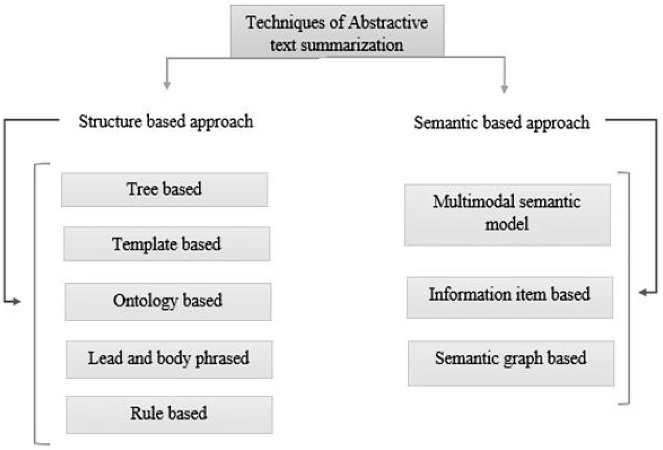 Techniques of Abstractive
text summarization
Structure based approach
Semantic based approach
Tree based
Template based
Ontology based
Lead and body phrased
Rule based
Multimodal semantic
model
Information item based
Semantic graph based